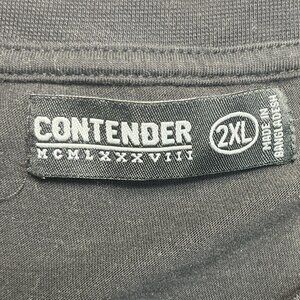 CONTENDER
MCMLXXXVIII
2XL
MADE IN
BANGLADESH